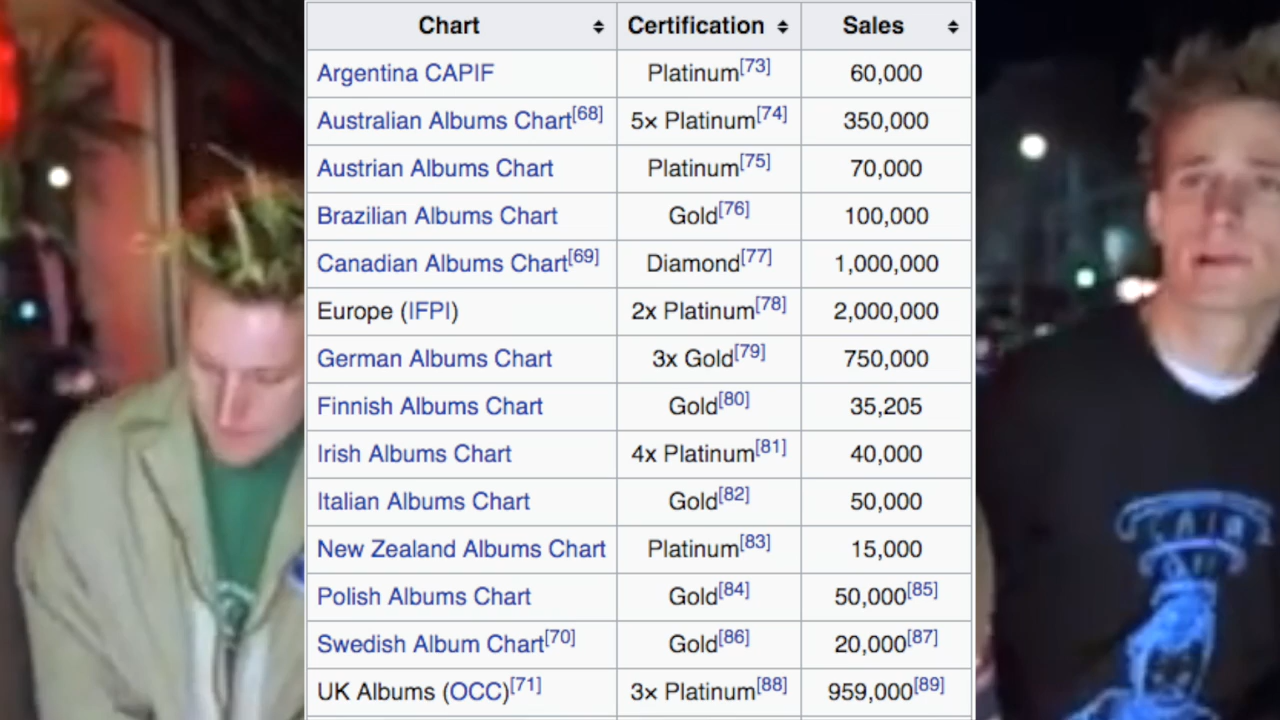 Chart Certification Sales
Argentina CAPIF Platinum[73] 60,000
Australian Albums Chart[68] 5× Platinum[74] 350,000
Austrian Albums Chart Platinum[75] 70,000
Brazilian Albums Chart Gold[76] 100,000
Canadian Albums Chart[69] Diamond[77] 1,000,000
Europe (IFPI) 2x Platinum[78] 2,000,000
German Albums Chart 3x Gold[79] 750,000
Finnish Albums Chart Gold[80] 35,205
Irish Albums Chart 4x Platinum[81] 40,000
Italian Albums Chart Gold[82] 50,000
New Zealand Albums Chart Platinum[83] 15,000
Polish Albums Chart Gold[84] 50,000[85]
Swedish Album Chart[70] Gold[86] 20,000[87]
UK Albums (OCC)[71] 3× Platinum[88] 959,000[89]